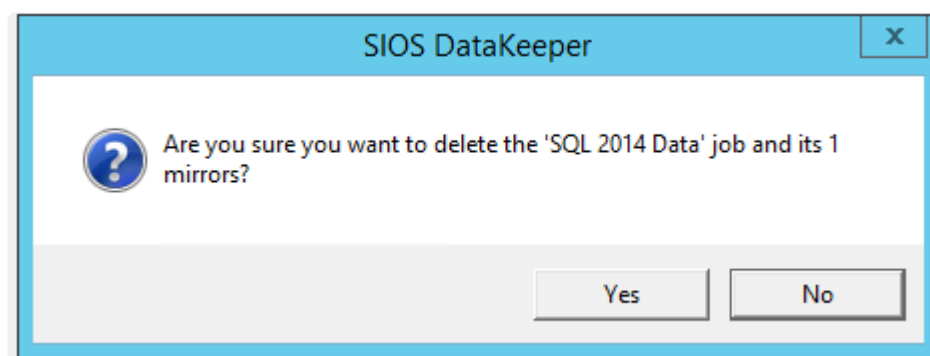 SIOS DataKeeper
x
Are you sure you want to delete the 'SQL 2014 Data' job and its 1
mirrors?
Yes
No